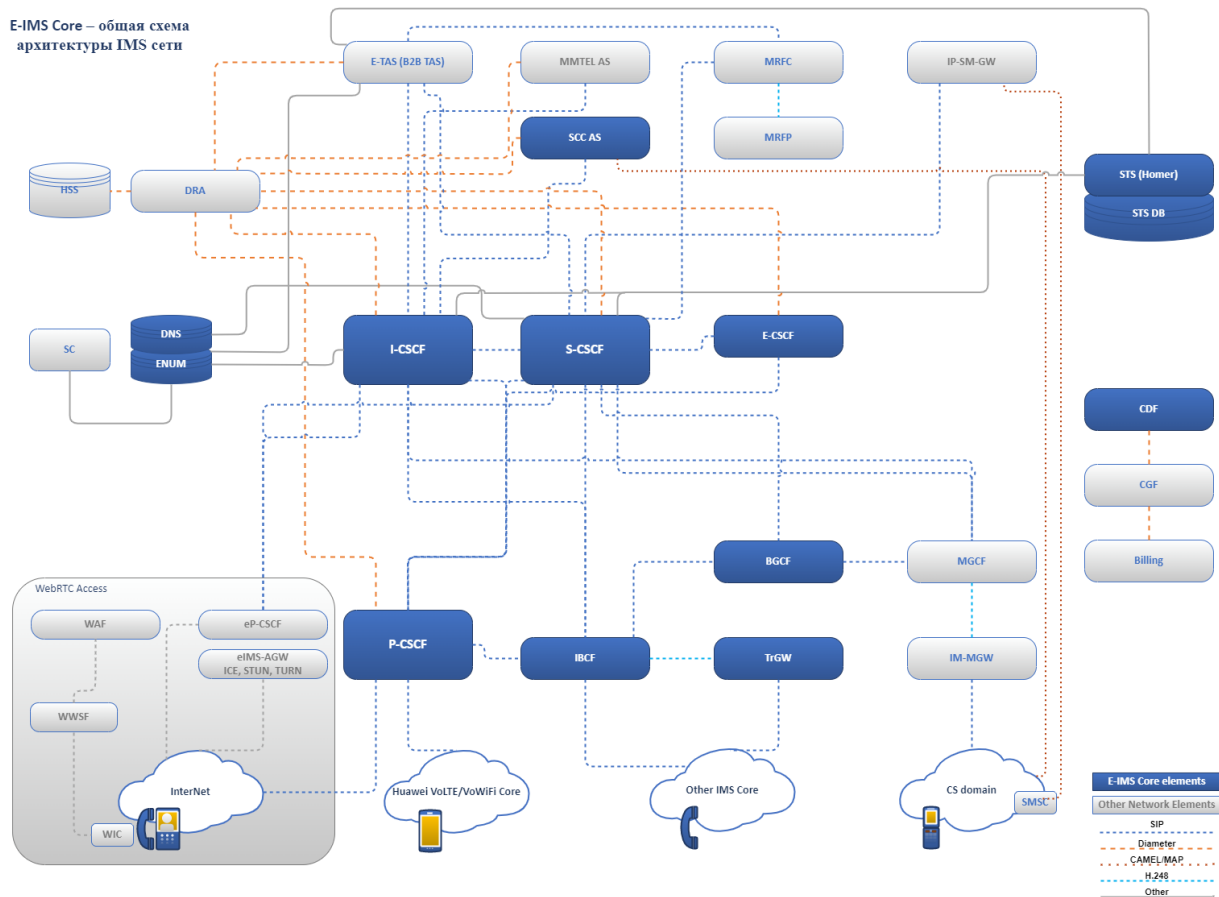 E-IMS Core – общая схема
архитектуры IMS сети
E-TAS (B2B TAS)
MMTEL AS
MRFC
IP-SM-GW
SCC AS
MRFP
HSS
DRA
STS (Homer)
STS DB
SC
DNS
ENUM
I-CSCF
S-CSCF
E-CSCF
CDF
CGF
BGCF
MGCF
Billing
WebRTC Access
WAF
eP-CSCF
P-CSCF
IBCF
TrGW
IM-MGW
eIMS-AGW
ICE, STUN, TURN
WWSF
InterNet
Huawei VoLTE/VoWiFi Core
Other IMS Core
CS domain
SMSC
WIC
E-IMS Core elements
Other Network Elements
SIP
Diameter
CAMEL/MAP
H.248
Other